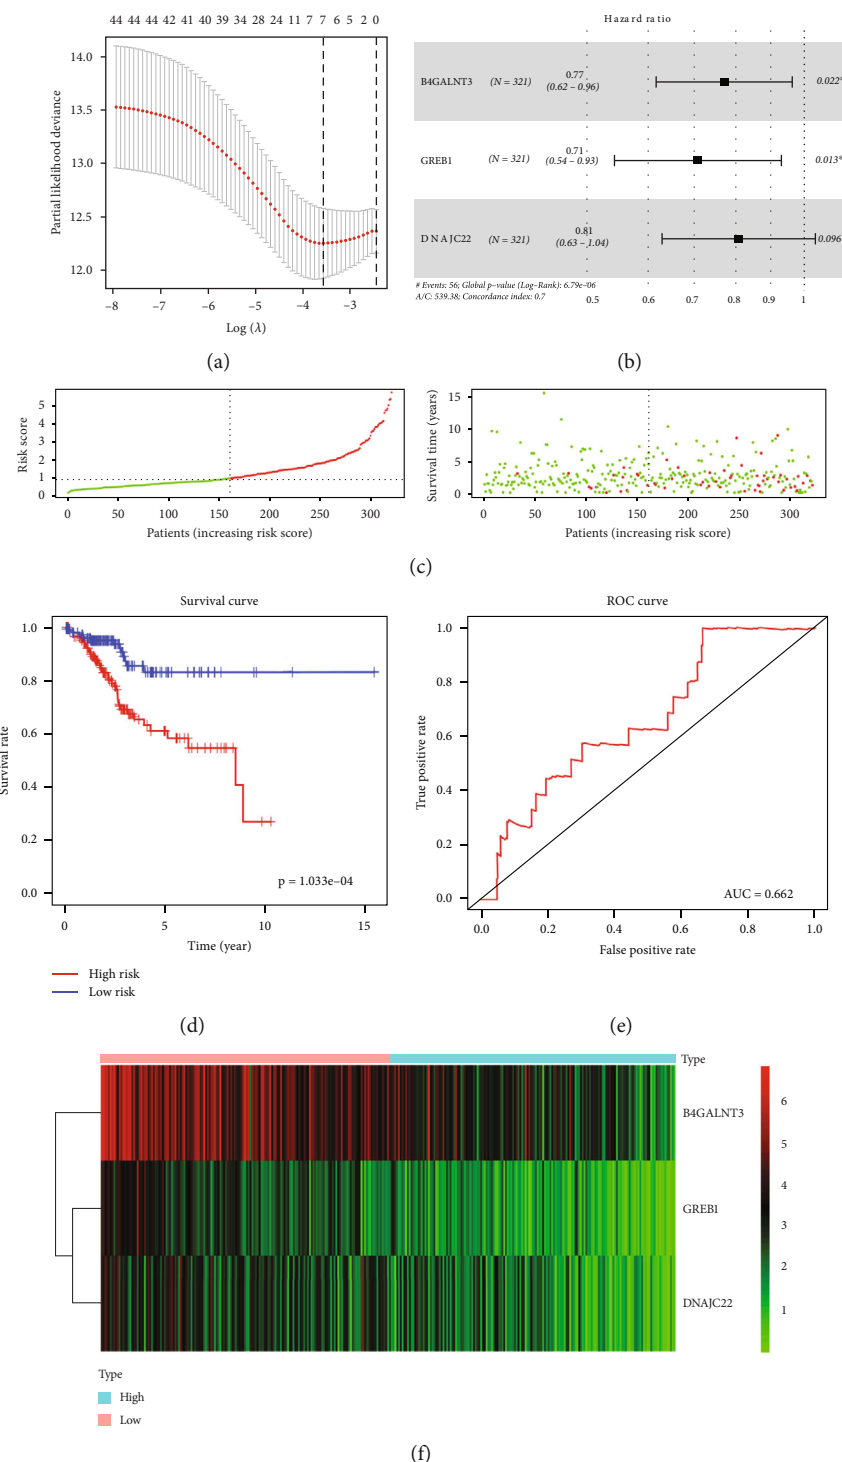 44 44 44 42 41 40 39 34 28 24 11 7 7 6 5 2 0
14.0
13.5
13.0
12.5
12.0
Partial likelihood deviance
−8 −7 −6 −5 −4 −3
Log (λ)
(a)
Hazard ratio
B4GALNT3 (N = 321) 0.77 0.022*
(0.62 – 0.96)
GREB1 (N = 321) 0.71 0.013*
(0.54 – 0.93)
DNAJC22 (N = 321) 0.81 0.096
(0.63 – 1.04)
# Events: 56; Global p−value (Log−Rank): 6.79e−06
A/C: 539.38; Concordance index: 0.7
0.5 0.6 0.7 0.8 0.9 1
(b)
Risk score
5
4
3
2
1
0
0 50 100 150 200 250 300
Patients (increasing risk score)
Survival time (years)
15
10
5
0
0 50 100 150 200 250 300
Patients (increasing risk score)
(c)
Survival curve
Survival rate
1.0
0.8
0.6
0.4
0.2
0.0
p = 1.033e−04
0 5 10 15
Time (year)
High risk
Low risk
(d)
ROC curve
True positive rate
1.0
0.8
0.6
0.4
0.2
0.0
AUC = 0.662
0.0 0.2 0.4 0.6 0.8 1.0
False positive rate
(e)
Type
B4GALNT3
GREB1
DNAJC22
6
5
4
3
2
1
Type
High
Low
(f)